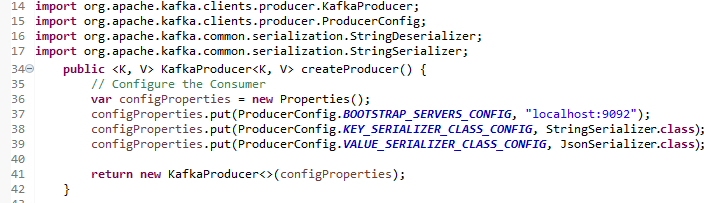 14 import org.apache.kafka.clients.producer.KafkaProducer;
15 import org.apache.kafka.clients.producer.ProducerConfig;
16 import org.apache.kafka.common.serialization.StringDeserializer;
17 import org.apache.kafka.common.serialization.StringSerializer;
34 public <K, V> KafkaProducer<K, V> createProducer() {
35 // Configure the Consumer
36 var configProperties = new Properties();
37 configProperties.put(ProducerConfig.BOOTSTRAP_SERVERS_CONFIG, "localhost:9092");
38 configProperties.put(ProducerConfig.KEY_SERIALIZER_CLASS_CONFIG, StringSerializer.class);
39 configProperties.put(ProducerConfig.VALUE_SERIALIZER_CLASS_CONFIG, JsonSerializer.class);
40
41 return new KafkaProducer<>(configProperties);
42 }